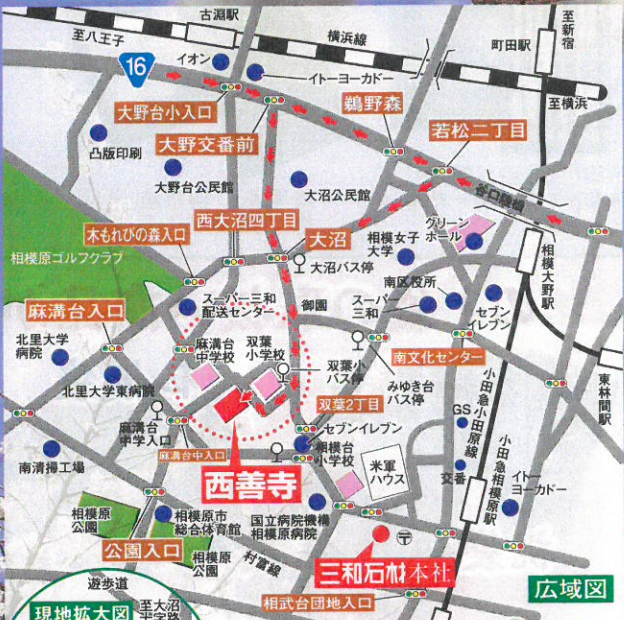 古淵駅
至八王子
横浜線
町田駅
至新宿
16
イオン
イトーヨーカドー
至横浜
大野台小入口
鵜野森
大野交番前
若松二丁目
凸版印刷
大野台公民館
大沼公民館
谷口陸橋
西大沼四丁目
木もれびの森入口
大沼
グリーン
ホール
相模女子
大学
相模原ゴルフクラブ
大沼バス停
相模大野駅
南区役所
麻溝台入口
スーパー三和
配送センター
御園
スーパー
三和
セブン
イレブン
北里大学
病院
麻溝台
中学校
双葉
小学校
南文化センター
双葉小
バス停
北里大学東病院
みゆき台
バス停
東林間駅
双葉2丁目
小田急小田原線
麻溝台
中学入口
GS
セブンイレブン
麻溝台中入口
相模台
小学校
小田急相模原駅
南清掃工場
西善寺
米軍
ハウス
交番
イトー
ヨーカドー
相模原
公園
相模原市
総合体育館
国立病院機構
相模原病院
公園入口
相模原
公園
村富線
三和石材本社
遊歩道
広域図
相武台団地入口
現地拡大図
至大沼